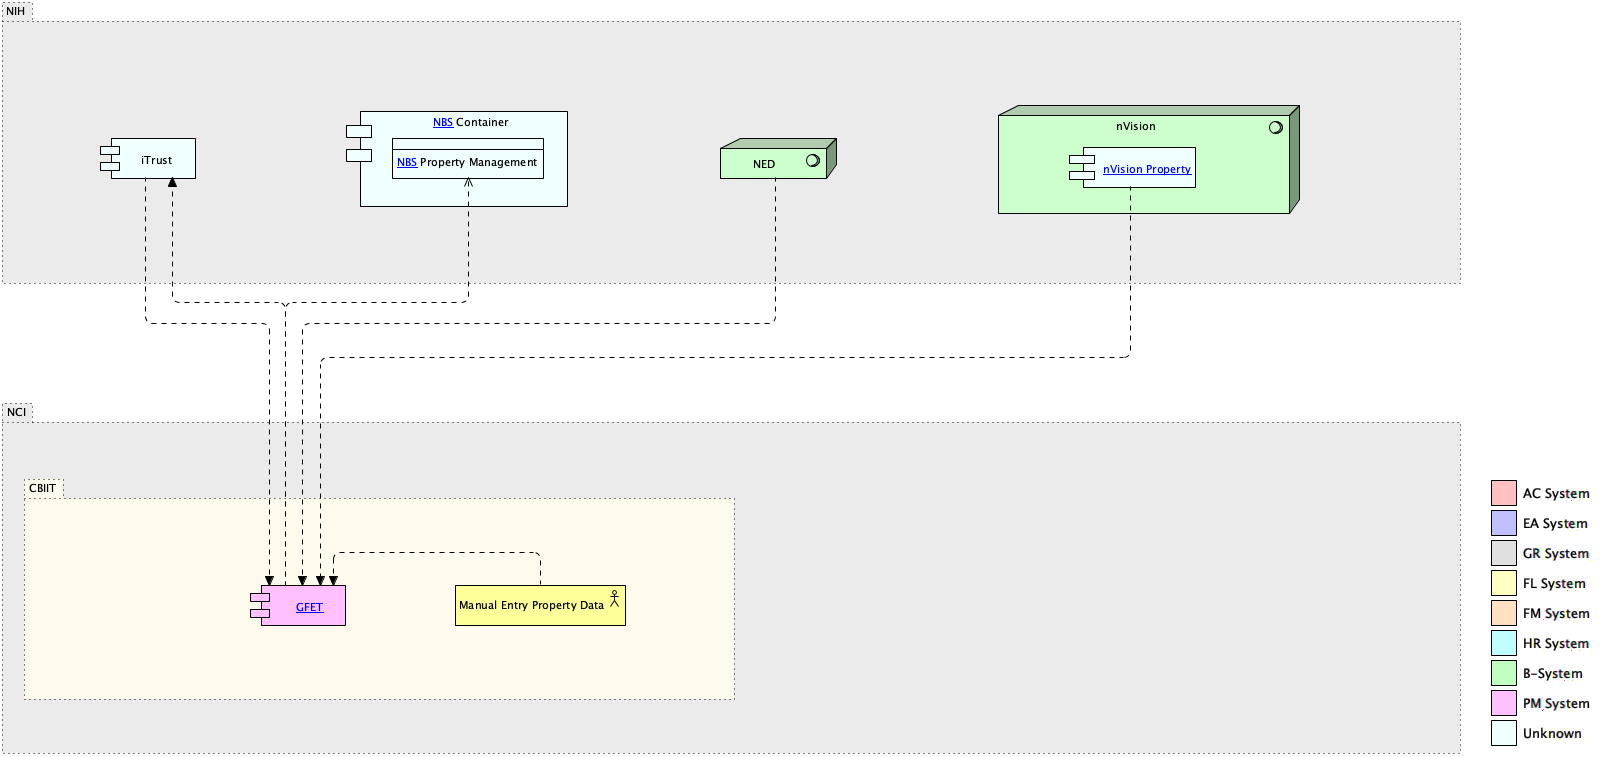 NIH
NBS Container
nVision
iTrust
NBS Property Management
NED
nVision Property
NCI
CBIIT
GFET
Manual Entry Property Data
AC System
EA System
GR System
FL System
FM System
HR System
B-System
PM System
Unknown